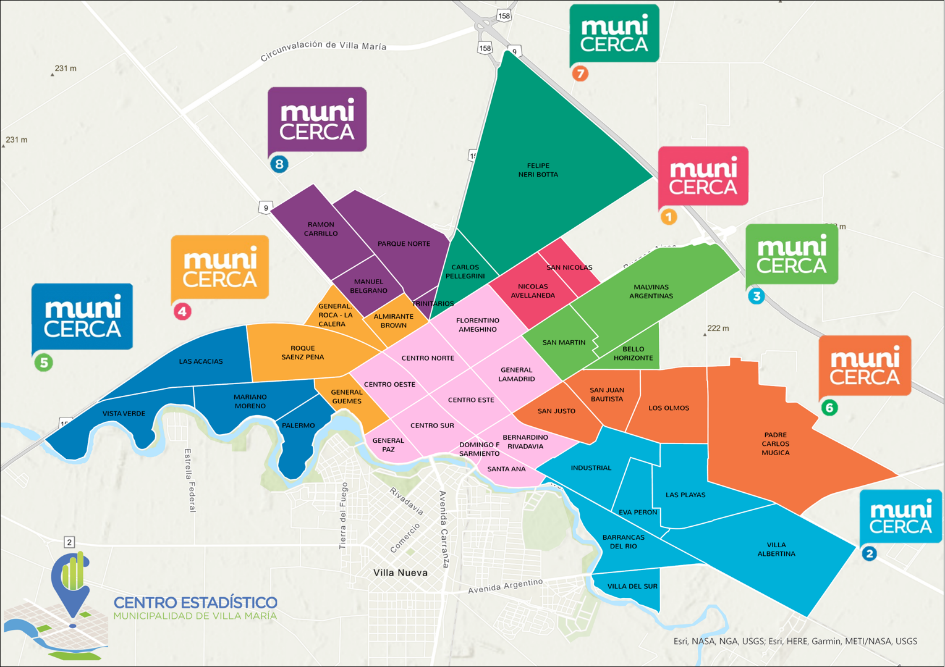 158
158
9
Circunvalación de Villa María
231 m
231 m
muni
CERCA
7
muni
CERCA
8
15
FELIPE
NERI BOTTA
muni
CERCA
1
9
RAMON
CARRILLO
PARQUE NORTE
muni
CERCA
3
m
muni
CERCA
4
CARLOS
PELLEGRINI
SAN NICOLAS
MANUEL
BELGRANO
NICOLAS
AVELLANEDA
MALVINAS
ARGENTINAS
muni
CERCA
5
TRINITARIOS
GENERAL
ROCA - LA
CALERA
ALMIRANTE
BROWN
FLORENTINO
AMEGHINO
222 m
SAN MARTIN
BELLO
HORIZONTE
ROQUE
SAENZ PENA
LAS ACACIAS
CENTRO NORTE
muni
CERCA
6
GENERAL
LAMADRID
CENTRO OESTE
GENERAL
GUEMES
SAN JUAN
BAUTISTA
MARIANO
MORENO
CENTRO ESTE
LOS OLMOS
VISTA VERDE
SAN JUSTO
15
PALERMO
CENTRO SUR
GENERAL
PAZ
BERNARDINO
RIVADAVIA
DOMINGO F
SARMIENTO
PADRE
CARLOS
MUGICA
SANTA ANA
INDUSTRIAL
Estrella Federal
Tierra del Fuego
Rivadavia
Avenida Carranza
LAS PLAYAS
muni
CERCA
2
EVA PERON
Comercio
2
BARRANCAS
DEL RIO
VILLA
ALBERTINA
Villa Nueva
Avenida Argentino
VILLA DEL SUR
CENTRO ESTADÍSTICO
MUNICIPALIDAD DE VILLA MARÍA
Esri, NASA, NGA, USGS; Esri, HERE, Garmin, METI/NASA, USGS